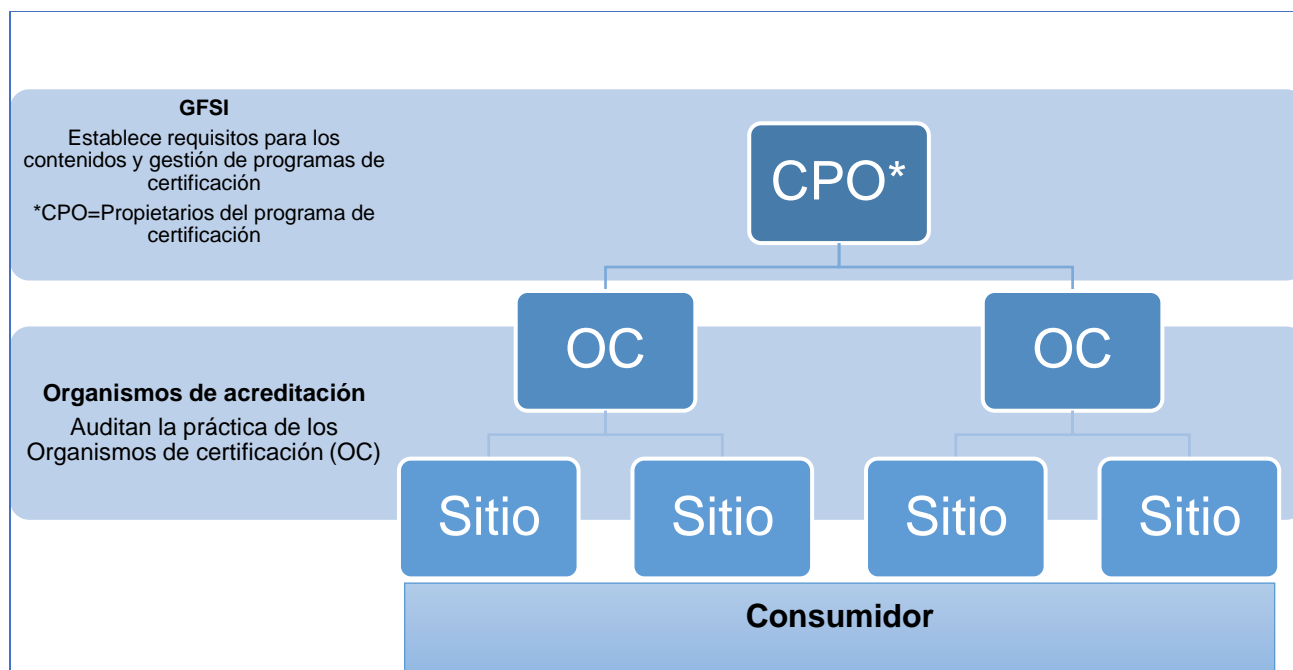 GFSI
Establece requisitos para los
contenidos y gestión de programas de
certificación
*CPO=Propietarios del programa de
certificación
CPO*
OC
OC
Organismos de acreditación
Auditan la práctica de los
Organismos de certificación (OC)
Sitio
Sitio
Sitio
Sitio
Consumidor